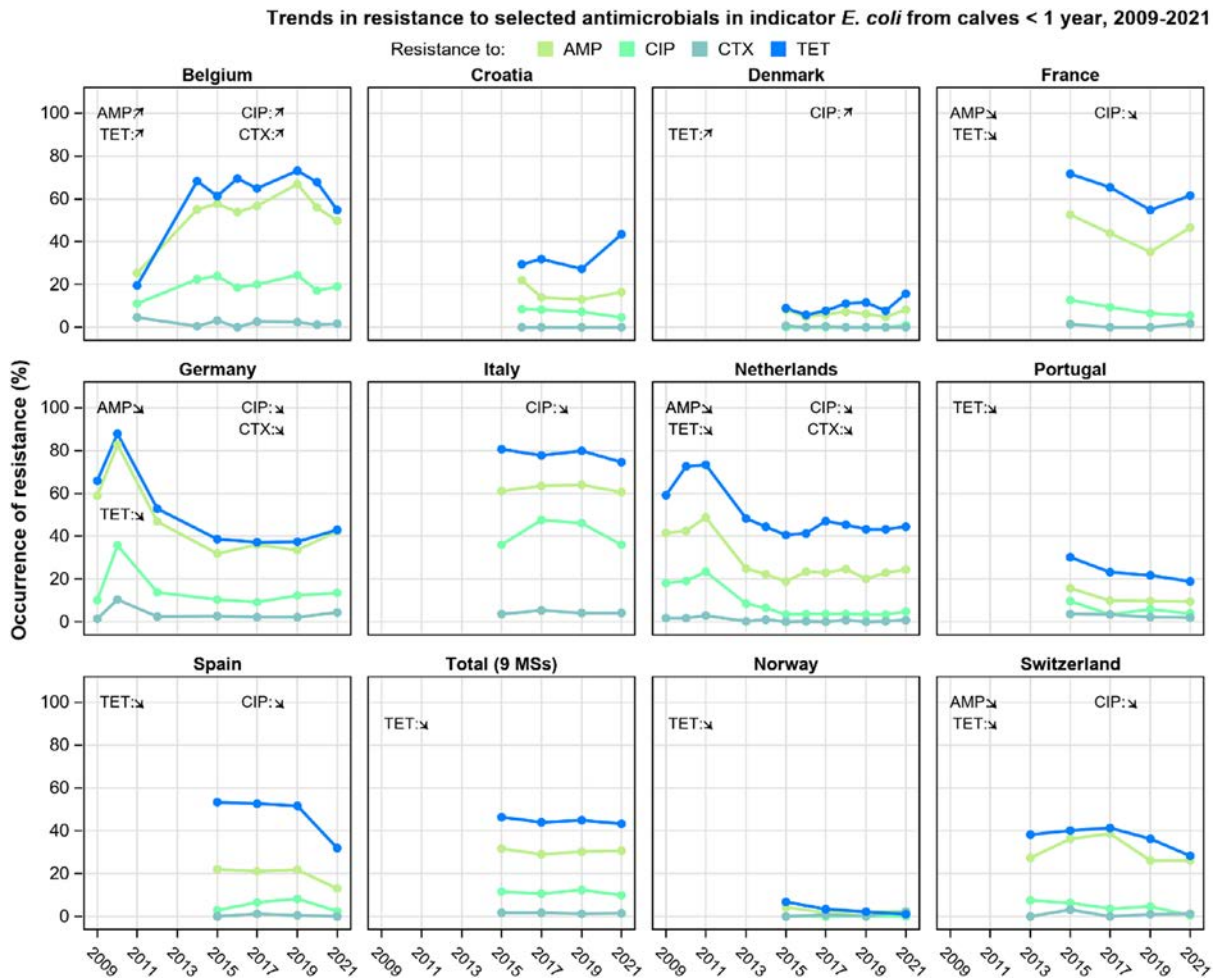 Trends in resistance to selected antimicrobials in indicator E. coli from calves < 1 year, 2009-2021
Resistance to: AMP CIP CTX TET
Occurrence of resistance (%)
Belgium Croatia Denmark France
100 AMP↗ CIP:↗ CIP:↗ AMP↘ CIP:↘
TET:↗ CTX:↗ TET:↗ TET:↘
80
60
40
20
0
Germany Italy Netherlands Portugal
100 AMP↘ CIP:↘ CIP:↘ AMP↘ CIP:↘ TET:↘
CTX:↘ TET:↘ CTX:↘
80
60
TET:↘
40
20
0
Spain Total (9 MSs) Norway Switzerland
100 TET:↘ CIP:↘ AMP↘ CIP:↘
TET:↘ TET:↘ TET:↘
80
60
40
20
0
2009 2011 2013 2015 2017 2019 2021 2009 2011 2013 2015 2017 2019 2021 2009 2011 2013 2015 2017 2019 2021 2009 2011 2013 2015 2017 2019 2021